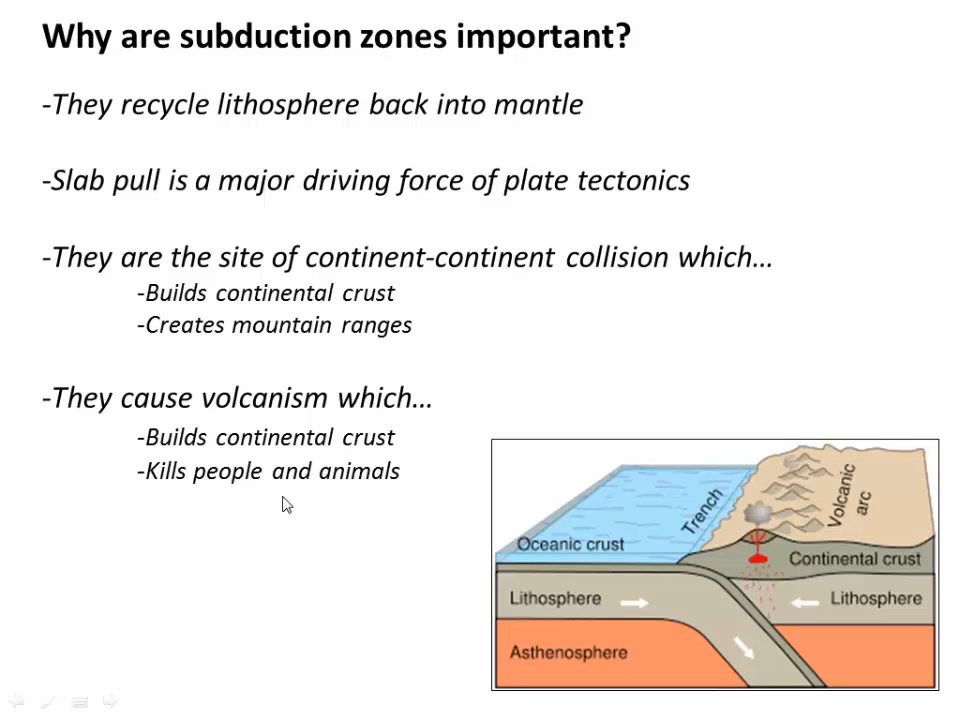 Why are subduction zones important?
-They recycle lithosphere back into mantle
-Slab pull is a major driving force of plate tectonics
-They are the site of continent-continent collision which…
-Builds continental crust
-Creates mountain ranges
-They cause volcanism which…
-Builds continental crust
-Kills people and animals
Trench
Volcanic
arc
Oceanic crust
Continental crust
Lithosphere
Lithosphere
Asthenosphere